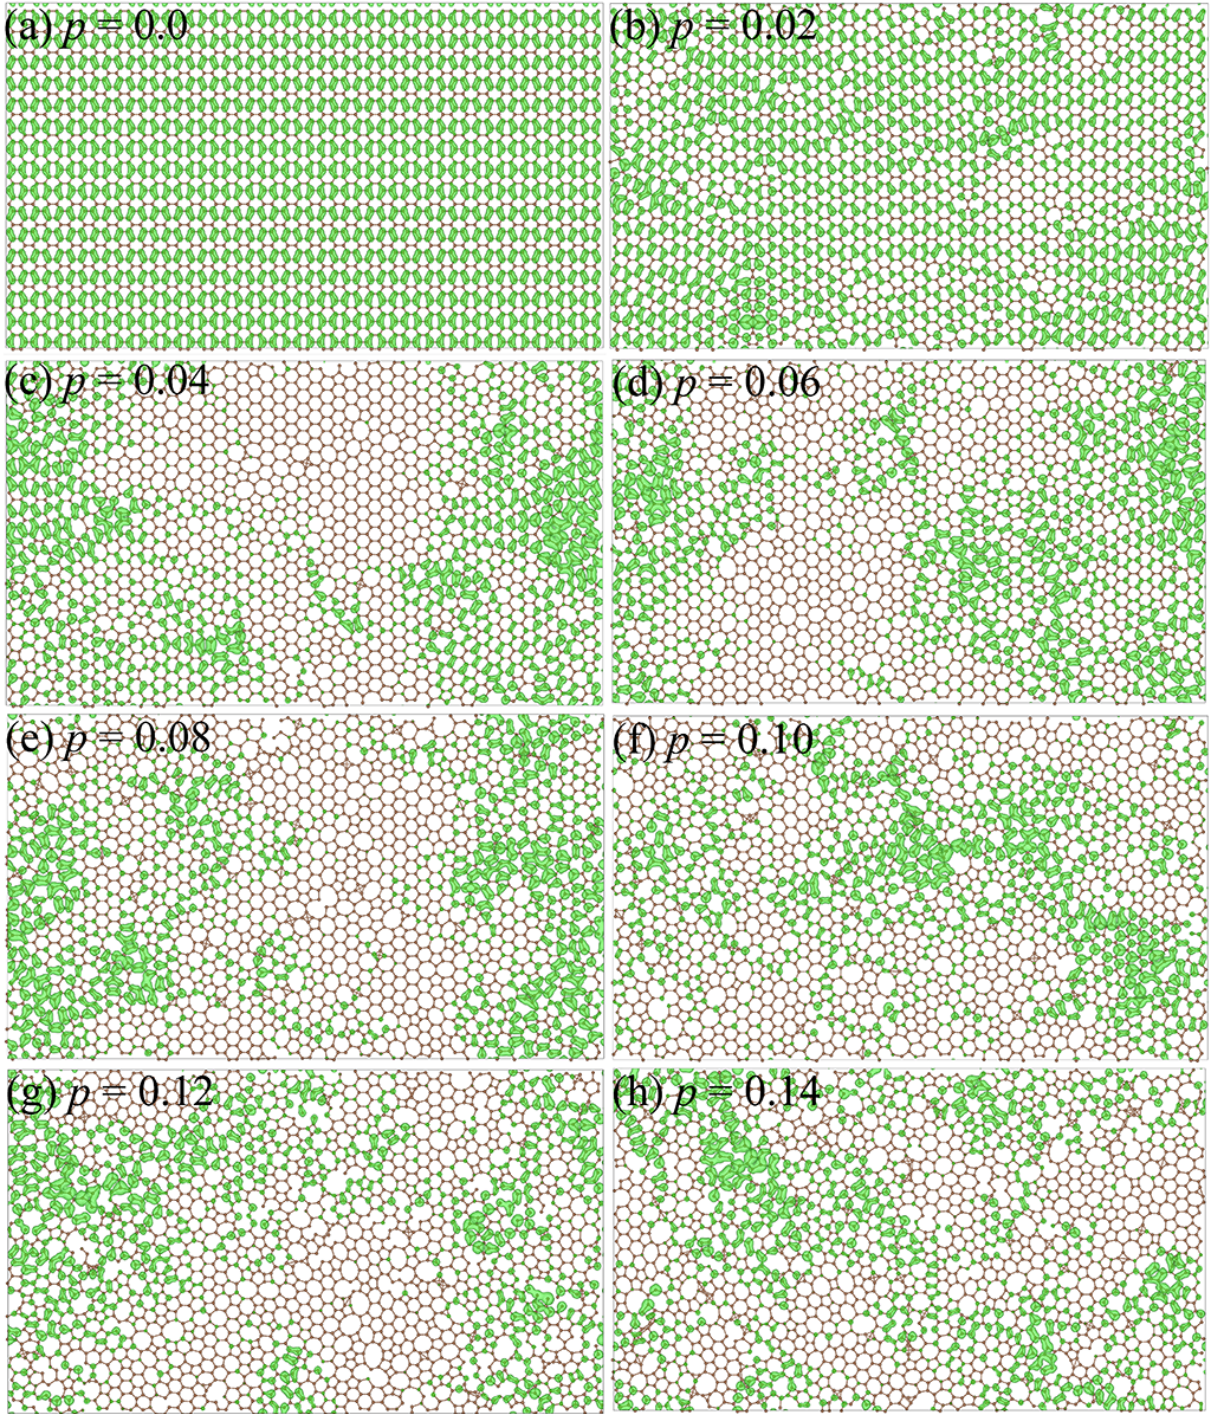 (a) p = 0.0
(b) p = 0.02
(c) p = 0.04
(d) p = 0.06
(e) p = 0.08
(f) p = 0.10
(g) p = 0.12
(h) p = 0.14